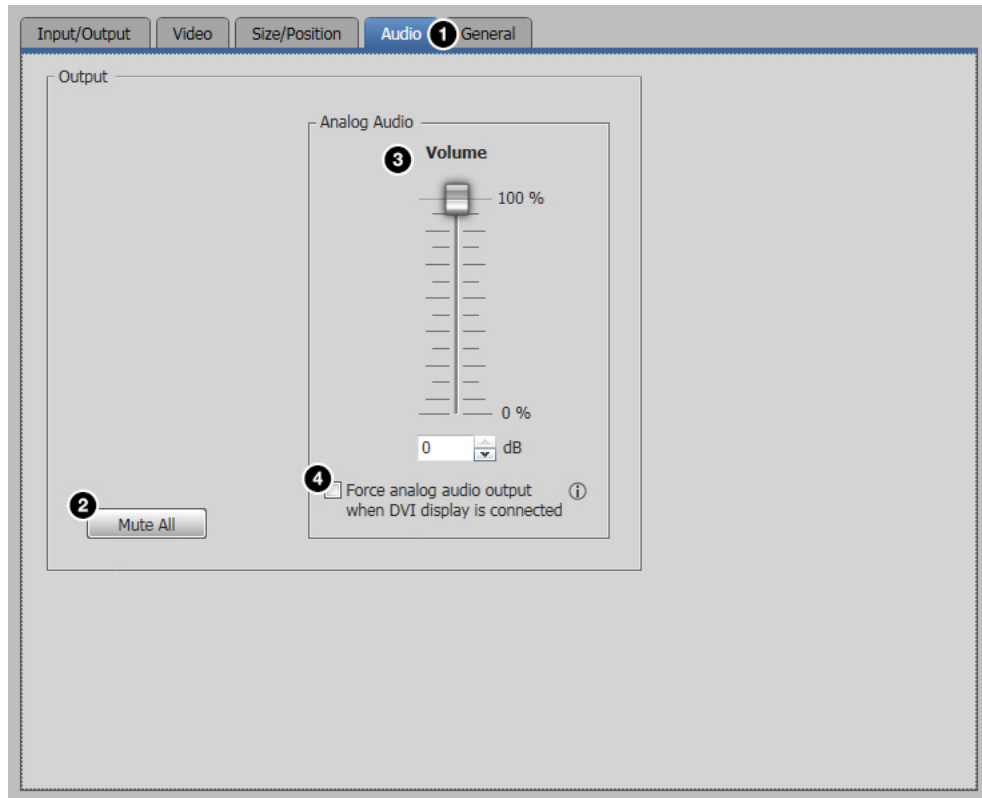 Input/Output Video Size/Position Audio 1 General
Output
Analog Audio
3 Volume
100 %
0 %
0 dB
4 Force analog audio output ⓘ
when DVI display is connected
2 Mute All